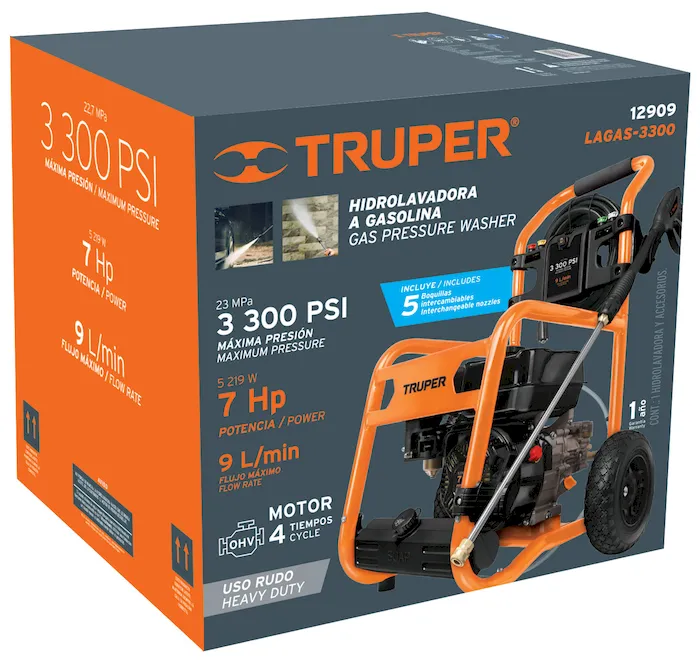 22.7 MPa
3 300 PSI
MÁXIMA PRESIÓN / MAXIMUM PRESSURE
5 219 W
7 Hp
POTENCIA / POWER
9 L/min
FLUJO MÁXIMO / FLOW RATE
TRUPER®
12909
LAGAS-3300
HIDROLAVADORA
A GASOLINA
GAS PRESSURE WASHER
INCLUYE / INCLUDES
5 Boquillas
intercambiables
Interchangeable nozzles
23 MPa
3 300 PSI
MÁXIMA PRESIÓN
MAXIMUM PRESSURE
5 219 W
7 Hp
POTENCIA / POWER
9 L/min
FLUJO MÁXIMO
FLOW RATE
OHV
MOTOR
4 TIEMPOS
CYCLE
USO RUDO
HEAVY DUTY
3 300 PSI
9 L/min
TRUPER
1 año
CONT.: 1 HIDROLAVADORA Y ACCESORIOS